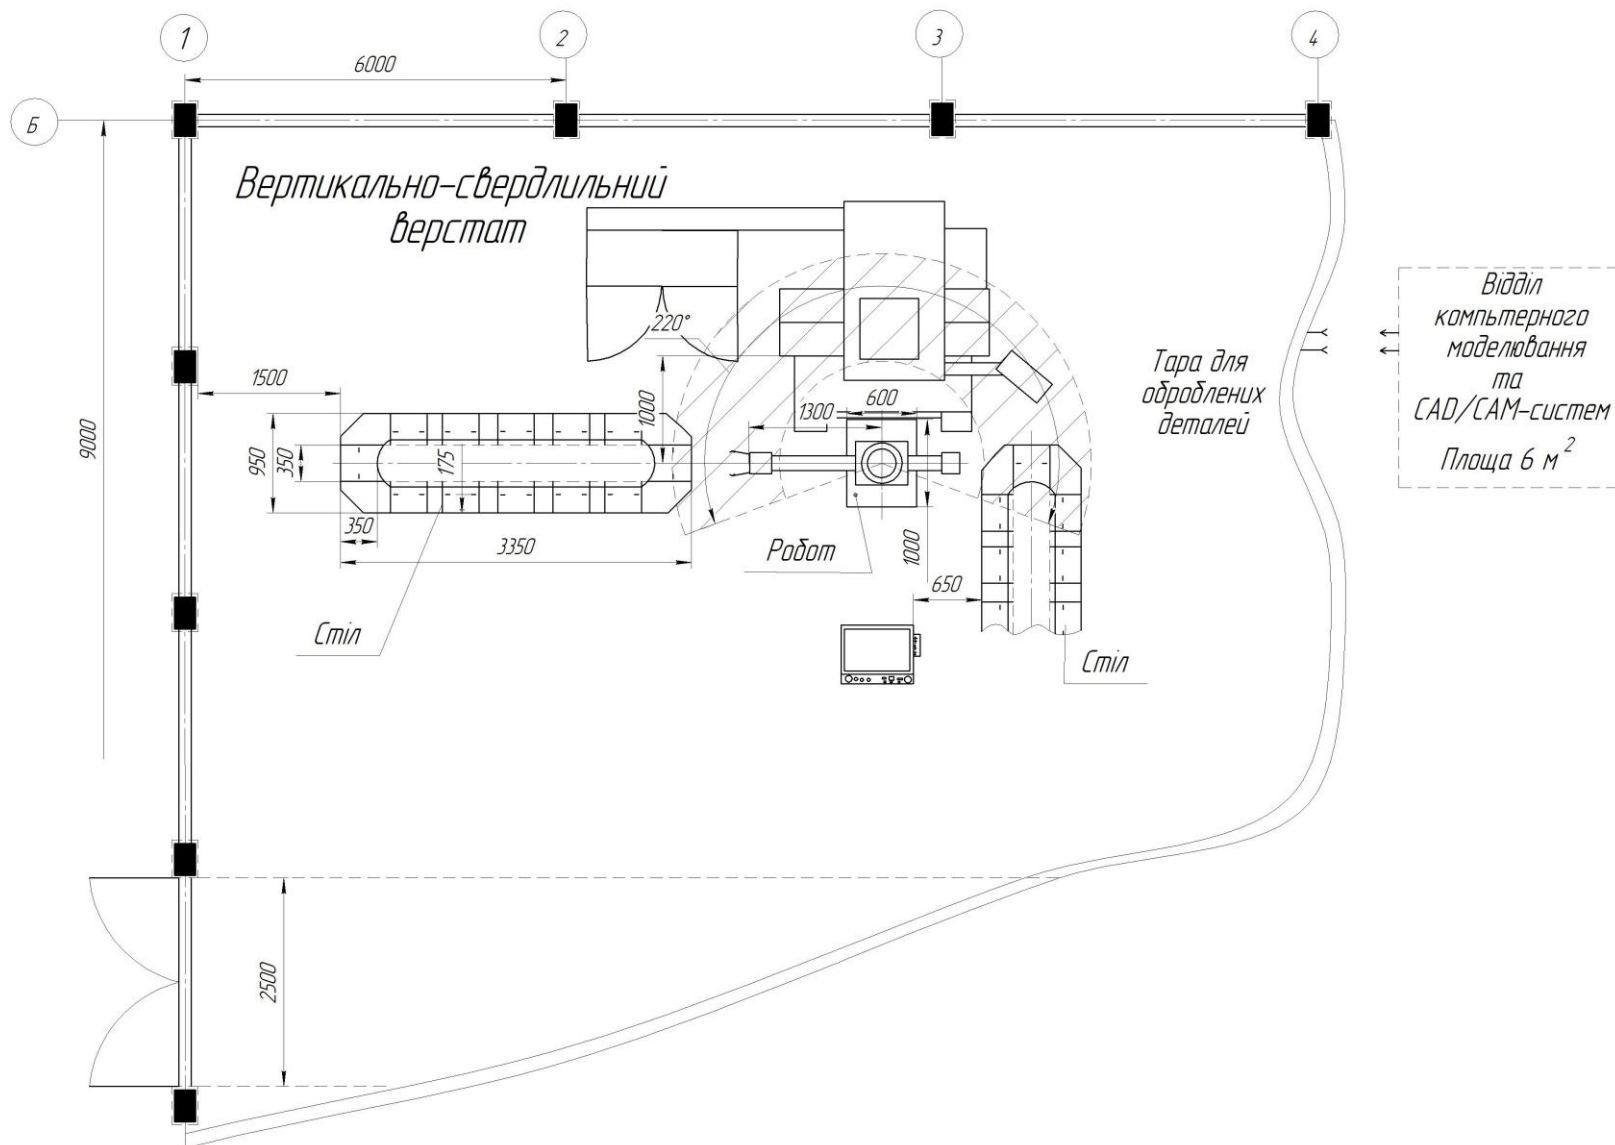 1
2
3
4
6000
Б
Вертикально-свердлильний
верстат
9000
1500
220°
1000
1300
600
950
350
175
350
3350
Робот
1000
650
Стіл
Стіл
Тара для
оброблених
деталей
Відділ
компьтерного
моделювання
та
CAD/CAM-систем
Площа 6 м²
2500